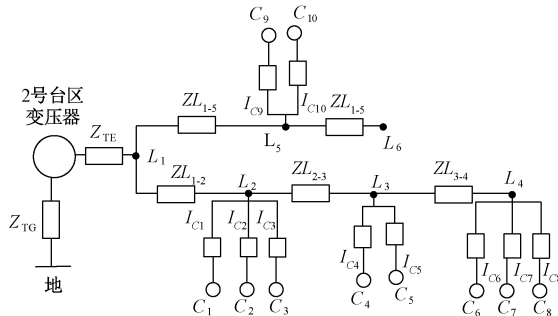 C9 C10
2号台区
变压器
ZL1-5 IC9 IC10 ZL1-5
ZTE L1 L5 L6
ZL1-2 L2 ZL2-3 L3 ZL3-4 L4
ZTG IC1 IC2 IC3 IC4 IC5 IC6 IC7 IC8
地
C1 C2 C3 C4 C5 C6 C7 C8